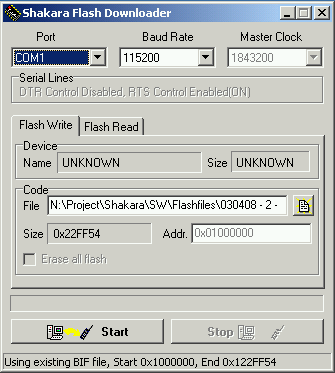 Shakara Flash Downloader
Port Baud Rate Master Clock
COM1 115200 1843200
Serial Lines
DTR Control Disabled, RTS Control Enabled(ON)
Flash Write Flash Read
Device
Name UNKNOWN Size UNKNOWN
Code
File N:\Project\Shakara\SW\Flashfiles\030408 - 2 -
Size 0x22FF54 Addr. 0x01000000
Erase all flash
Start Stop
Using existing BIF file, Start 0x1000000, End 0x122FF54